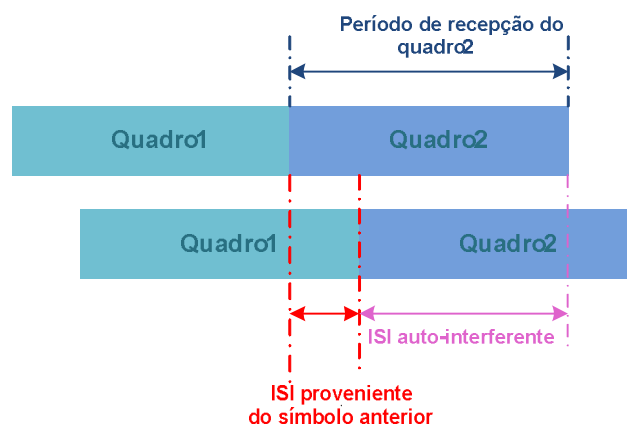 Período de recepção do
quadro2
Quadro1 Quadro2
Quadro1 Quadro2
ISI auto-interferente
ISI proveniente
do símbolo anterior